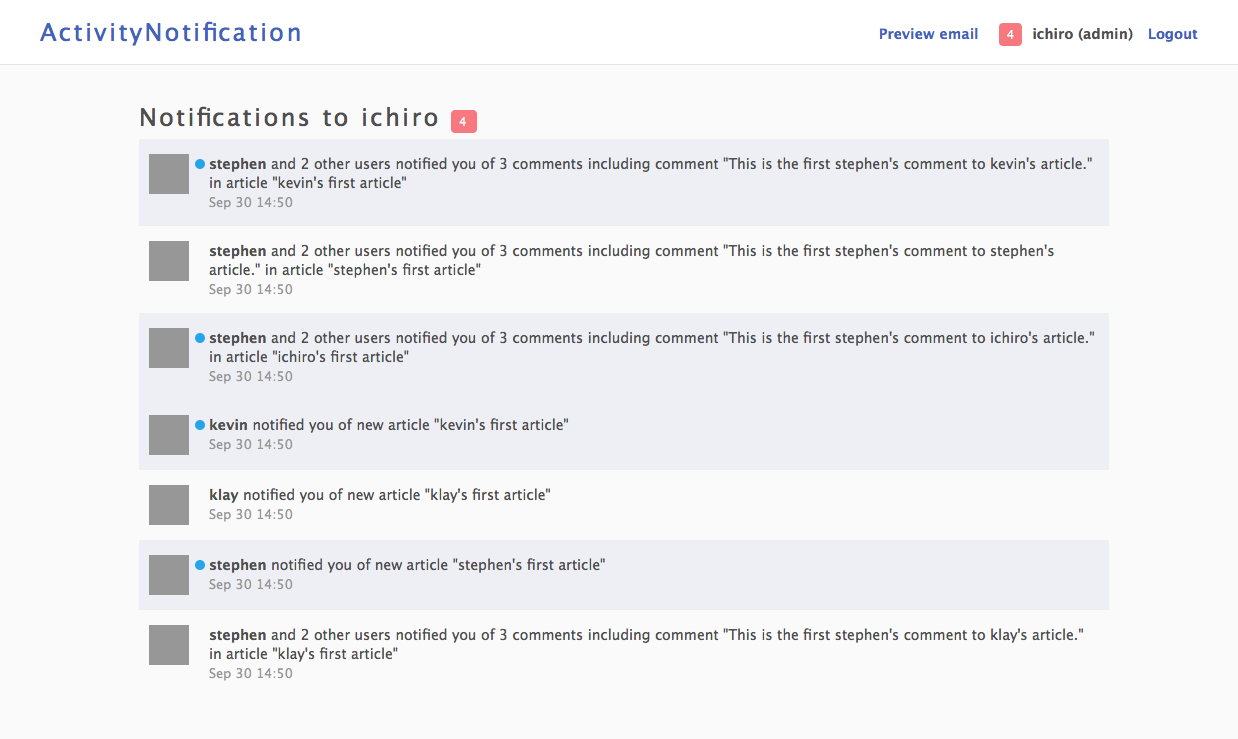 ActivityNotification
Preview email 4 ichiro (admin) Logout
Notifications to ichiro 4
stephen and 2 other users notified you of 3 comments including comment "This is the first stephen's comment to kevin's article."
in article "kevin's first article"
Sep 30 14:50
stephen and 2 other users notified you of 3 comments including comment "This is the first stephen's comment to stephen's
article." in article "stephen's first article"
Sep 30 14:50
stephen and 2 other users notified you of 3 comments including comment "This is the first stephen's comment to ichiro's article."
in article "ichiro's first article"
Sep 30 14:50
kevin notified you of new article "kevin's first article"
Sep 30 14:50
klay notified you of new article "klay's first article"
Sep 30 14:50
stephen notified you of new article "stephen's first article"
Sep 30 14:50
stephen and 2 other users notified you of 3 comments including comment "This is the first stephen's comment to klay's article."
in article "klay's first article"
Sep 30 14:50